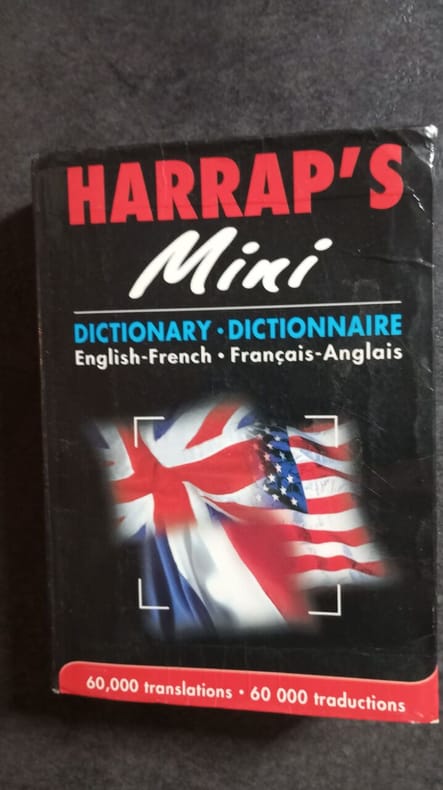 HARRAP'S
Mini
DICTIONARY · DICTIONNAIRE
English-French · Français-Anglais
60,000 translations · 60 000 traductions